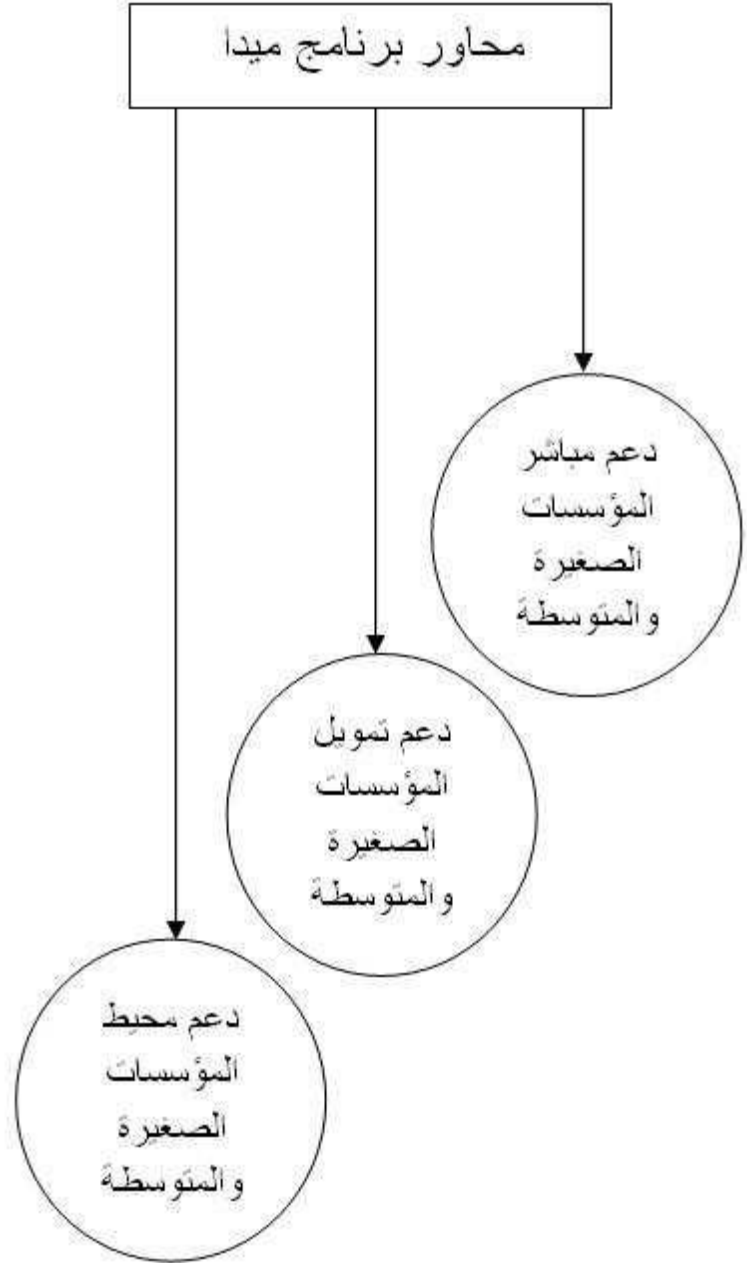 محاور برنامج ميدا
دعم مباشر
المؤسسات
الصغيرة
والمتوسطة
دعم تمويل
المؤسسات
الصغيرة
والمتوسطة
دعم محيط
المؤسسات
الصغيرة
والمتوسطة